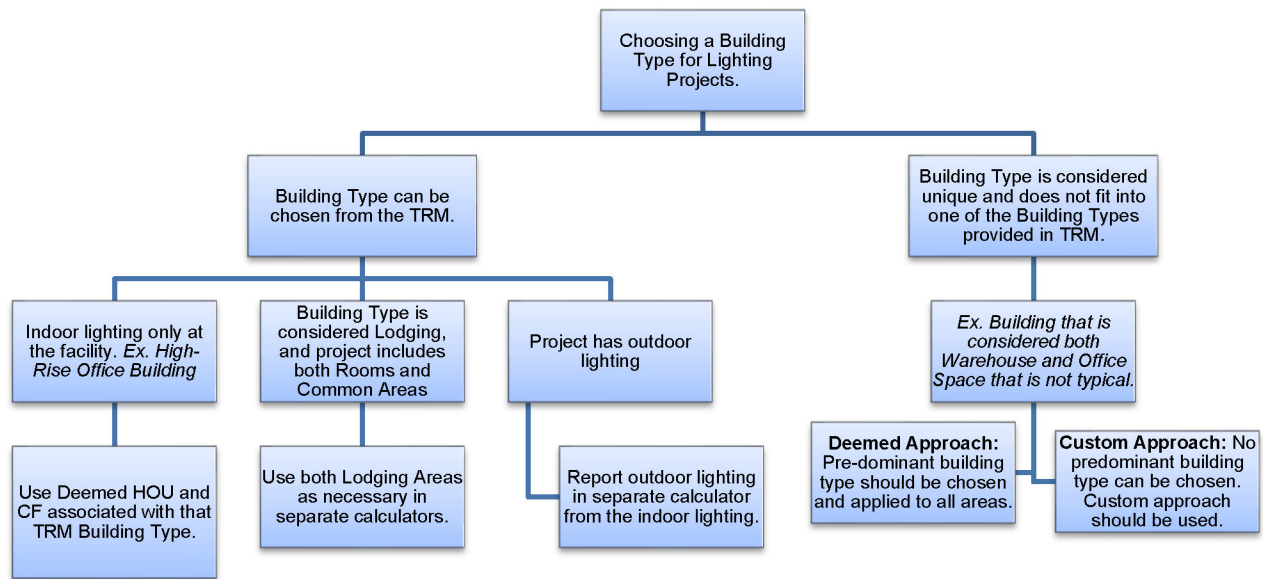 Choosing a Building
Type for Lighting
Projects.
Building Type can be
chosen from the TRM.
Building Type is considered
unique and does not fit into
one of the Building Types
provided in TRM.
Indoor lighting only at
the facility. Ex. High-
Rise Office Building
Building Type is
considered Lodging,
and project includes
both Rooms and
Common Areas
Project has outdoor
lighting
Ex. Building that is
considered both
Warehouse and Office
Space that is not typical.
Use Deemed HOU and
CF associated with that
TRM Building Type.
Use both Lodging Areas
as necessary in
separate calculators.
Report outdoor lighting
in separate calculator
from the indoor lighting.
Deemed Approach:
Pre-dominant building
type should be chosen
and applied to all areas.
Custom Approach: No
predominant building
type can be chosen.
Custom approach
should be used.